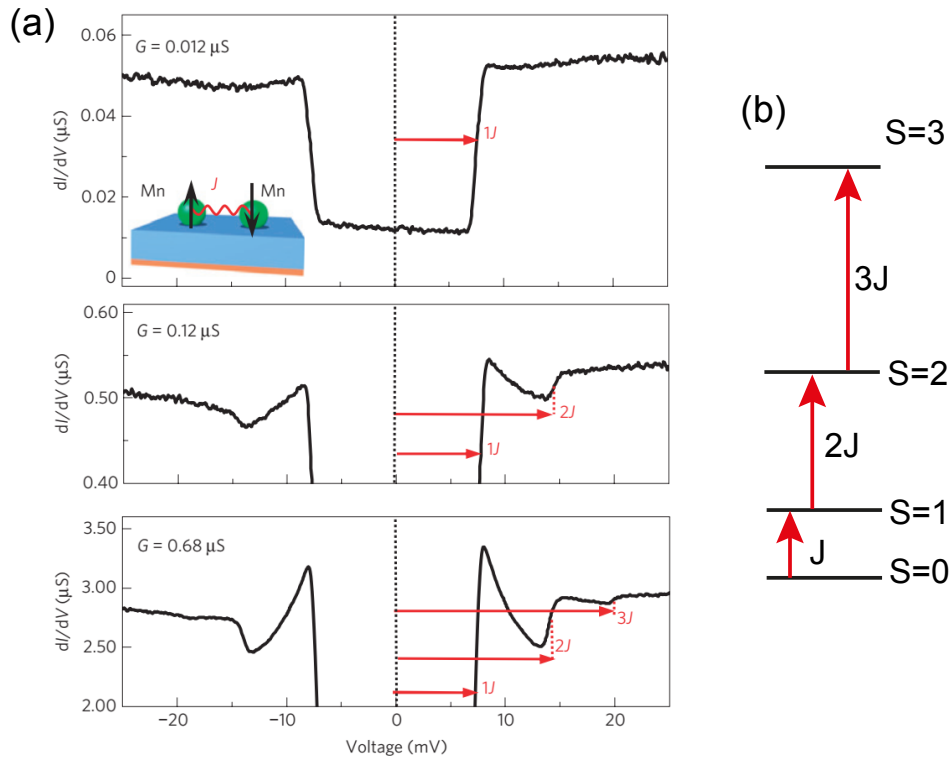 (a)
G = 0.012 μS
0.06
0.04
0.02
0
dI/dV (μS)
1J
Mn
J
Mn
G = 0.12 μS
0.60
0.50
0.40
dI/dV (μS)
2J
1J
G = 0.68 μS
3.50
3.00
2.50
2.00
dI/dV (μS)
3J
2J
1J
−20
−10
0
10
20
Voltage (mV)
(b)
S=3
3J
S=2
2J
S=1
J
S=0